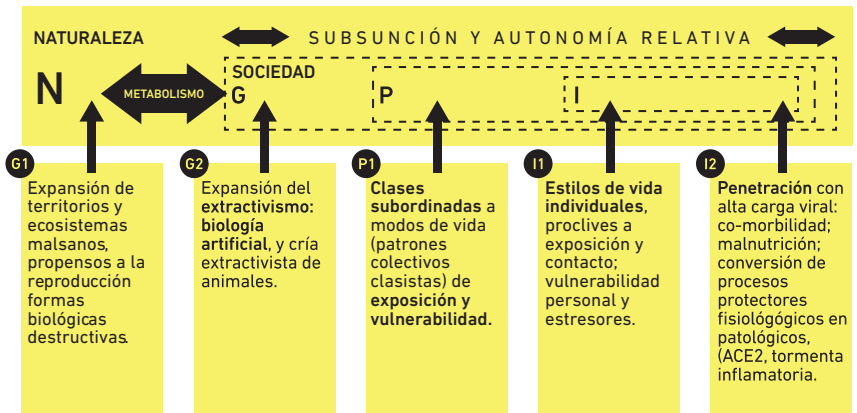 NATURALEZA
SUBSUNCIÓN Y AUTONOMÍA RELATIVA
SOCIEDAD
N
METABOLISMO
G
P
I
G1
Expansión de
territorios y
ecosistemas
malsanos,
propensos a la
reproducción
formas
biológicas
destructivas.
G2
Expansión del
extractivismo:
biología
artificial, y cría
extractivista de
animales.
P1
Clases
subordinadas a
modos de vida
(patrones
colectivos
clasistas) de
exposición y
vulnerabilidad.
I1
Estilos de vida
individuales,
proclives a
exposición y
contacto;
vulnerabilidad
personal y
estresores.
I2
Penetración con
alta carga viral:
co-morbilidad;
malnutrición;
conversión de
procesos
protectores
fisiológógicos en
patológicos,
(ACE2, tormenta
inflamatoria.